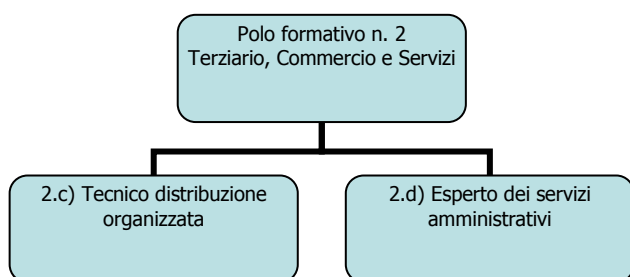 Polo formativo n. 2
Terziario, Commercio e Servizi
2.c) Tecnico distribuzione
organizzata
2.d) Esperto dei servizi
amministrativi